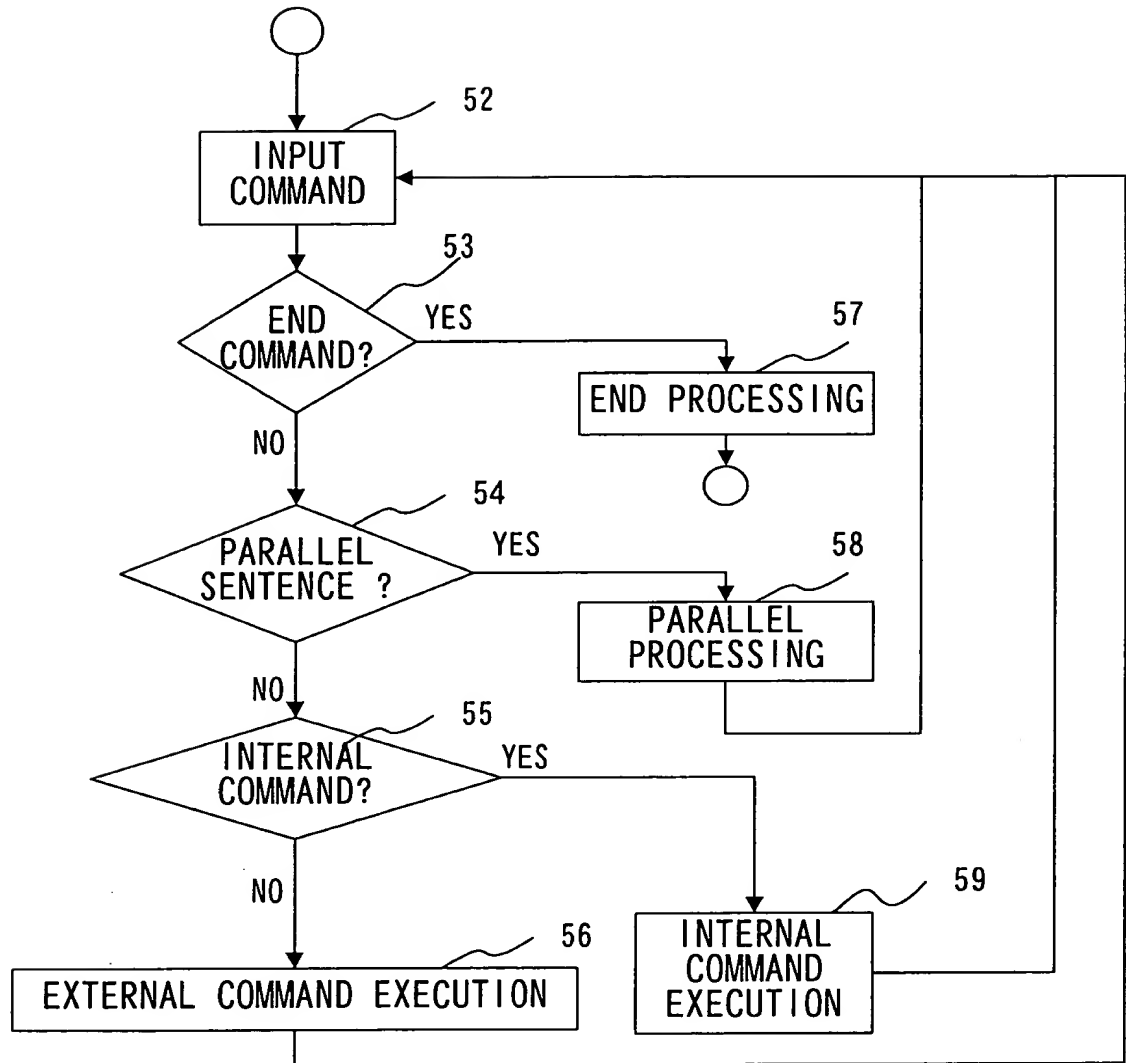 52
INPUT
COMMAND
53
END
COMMAND?
YES
57
END PROCESSING
NO
54
PARALLEL
SENTENCE ?
YES
58
PARALLEL
PROCESSING
NO
55
INTERNAL
COMMAND?
YES
NO
59
INTERNAL
COMMAND
EXECUTION
56
EXTERNAL COMMAND EXECUTION